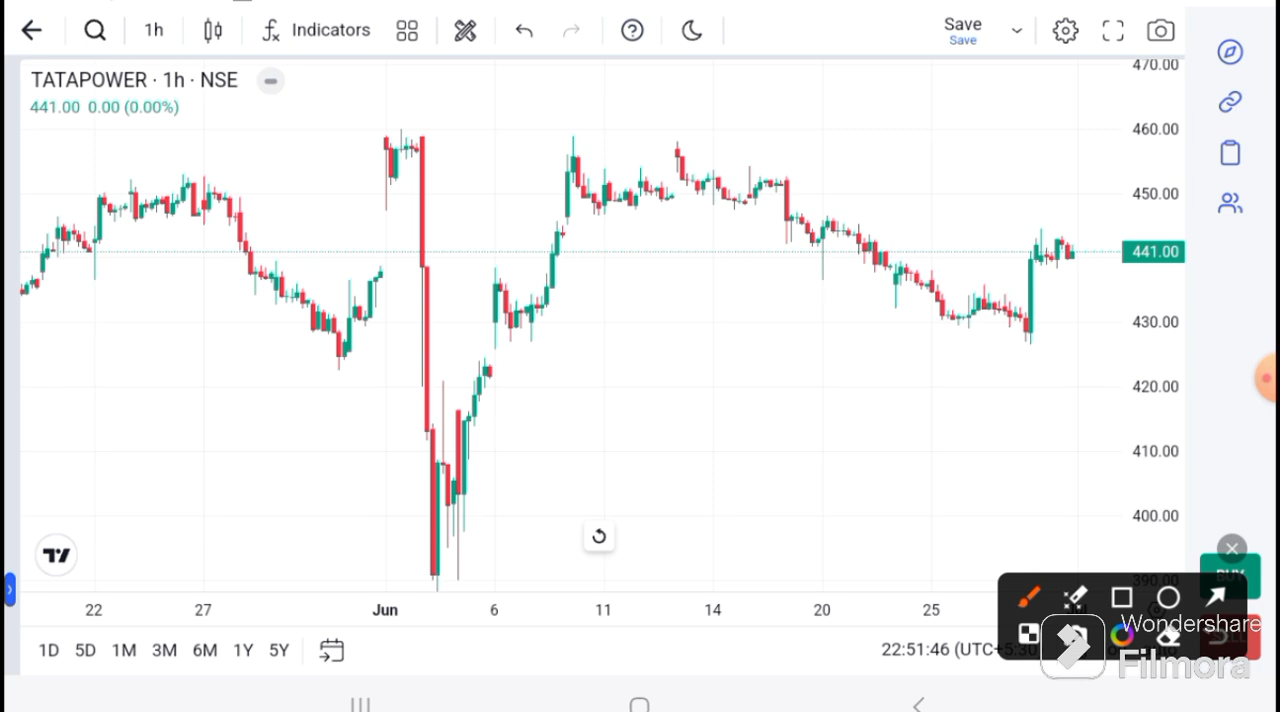 1h
Indicators
Save
Save
TATAPOWER · 1h · NSE
441.00 0.00 (0.00%)
470.00
460.00
450.00
441.00
430.00
420.00
410.00
400.00
390.00
BUY
22 27 Jun 6 11 14 20 25
1D 5D 1M 3M 6M 1Y 5Y
22:51:46 (UTC+5:30
Wondershare
Filmora